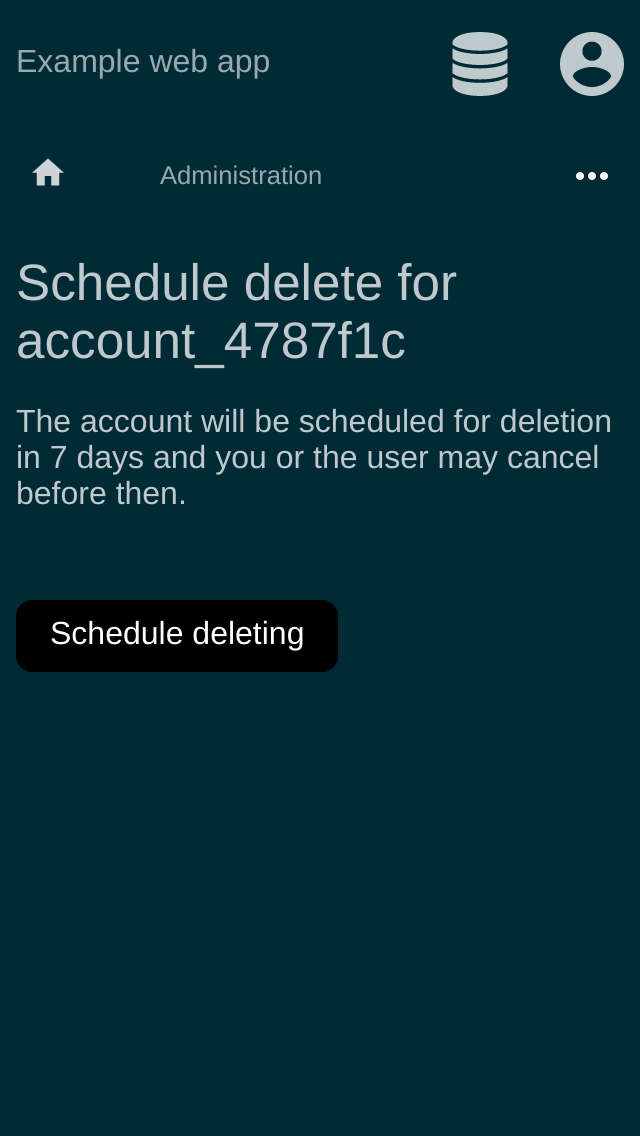 Example web app
Administration
Schedule delete for
account_4787f1c
The account will be scheduled for deletion
in 7 days and you or the user may cancel
before then.
Schedule deleting